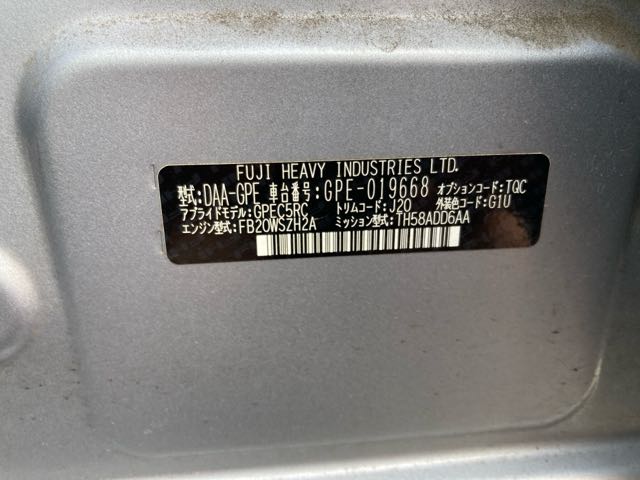 FUJI HEAVY INDUSTRIES LTD.
型式:DAA-GPE 車台番号:GPE-019668 オプションコード:TQC
アプライドモデル:GPEC5RC トリムコード:J20 外装色コード:G1U
エンジン型式:FB20WSZH2A ミッション型式:TH58ADD6AA